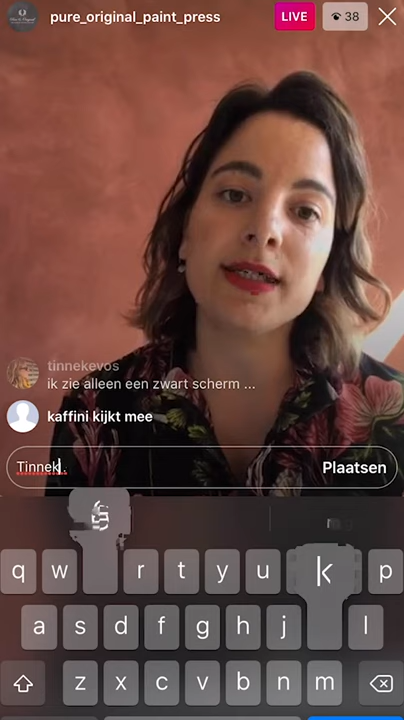 pure_original_paint_press
LIVE
38
tinnekevos
ik zie alleen een zwart scherm ...
kaffini kijkt mee
Tinnek..
Plaatsen
q w r t y u k p
a s d f g h j l
z x c v b n m